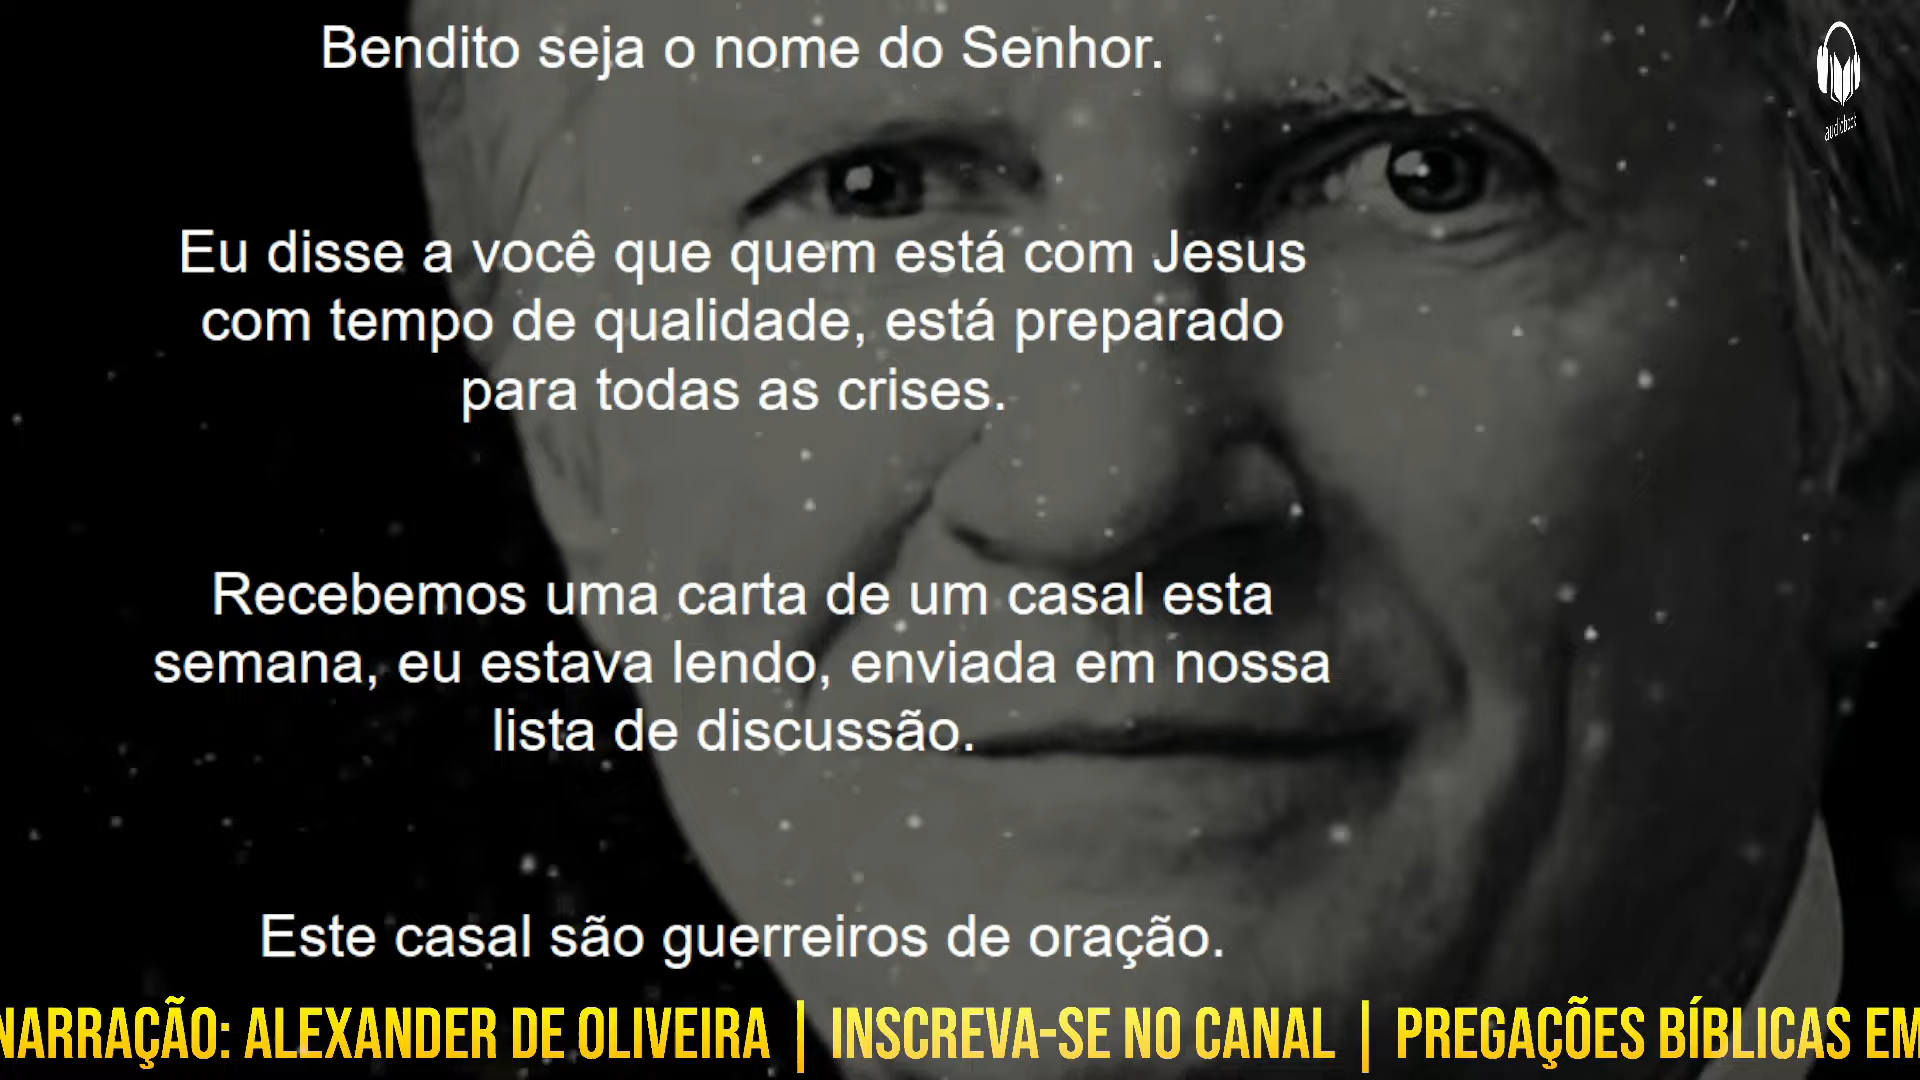 Bendito seja o nome do Senhor.
Eu disse a você que quem está com Jesus
com tempo de qualidade, está preparado
para todas as crises.
Recebemos uma carta de um casal esta
semana, eu estava lendo, enviada em nossa
lista de discussão.
Este casal são guerreiros de oração.
NARRAÇÃO: ALEXANDER DE OLIVEIRA | INSCREVA-SE NO CANAL | PREGAÇÕES BÍBLICAS EM
audiobook